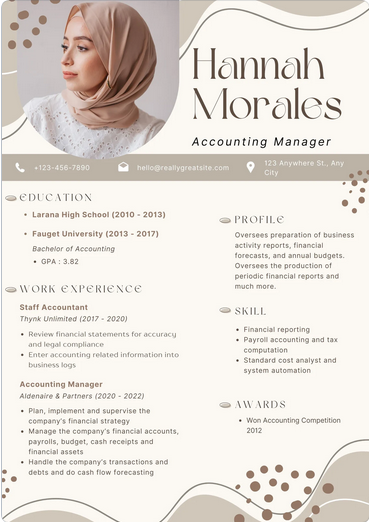 Hannah
Morales
Accounting Manager
+123-456-7890
hello@reallygreatsite.com
123 Anywhere St., Any
City
EDUCATION
• Larana High School (2010 - 2013)
• Fauget University (2013 - 2017)
Bachelor of Accounting
• GPA : 3.82
WORK EXPERIENCE
Staff Accountant
Thynk Unlimited (2017 - 2020)
• Review financial statements for accuracy
and legal compliance
• Enter accounting related information into
business logs
Accounting Manager
Aldenaire & Partners (2020 - 2022)
• Plan, implement and supervise the
company's financial strategy
• Manage the company's financial accounts,
payrolls, budget, cash receipts and
financial assets
• Handle the company's transactions and
debts and do cash flow forecasting
PROFILE
Oversees preparation of business
activity reports, financial
forecasts, and annual budgets.
Oversees the production of
periodic financial reports and
much more.
SKILL
• Financial reporting
• Payroll accounting and tax
computation
• Standard cost analyst and
system automation
AWARDS
• Won Accounting Competition
2012